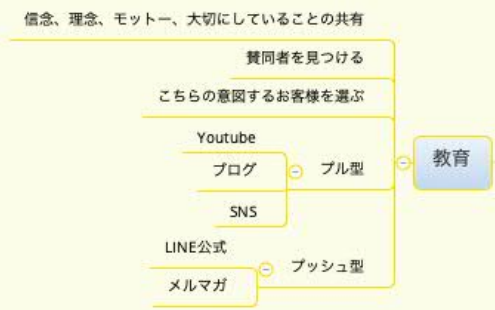 信念、理念、モットー、大切にしていることの共有
賛同者を見つける
こちらの意図するお客様を選ぶ
Youtube
ブログ
プル型
教育
SNS
LINE公式
プッシュ型
メルマガ